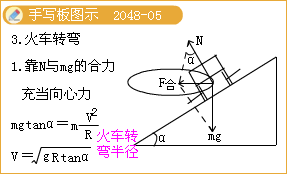 手写板图示 2048-05
3.火车转弯
1.靠N与mg的合力
充当向心力
mgtanα=mV²/R
火车转
弯半径
V=√gRtanα
N
α
F合
mg
α